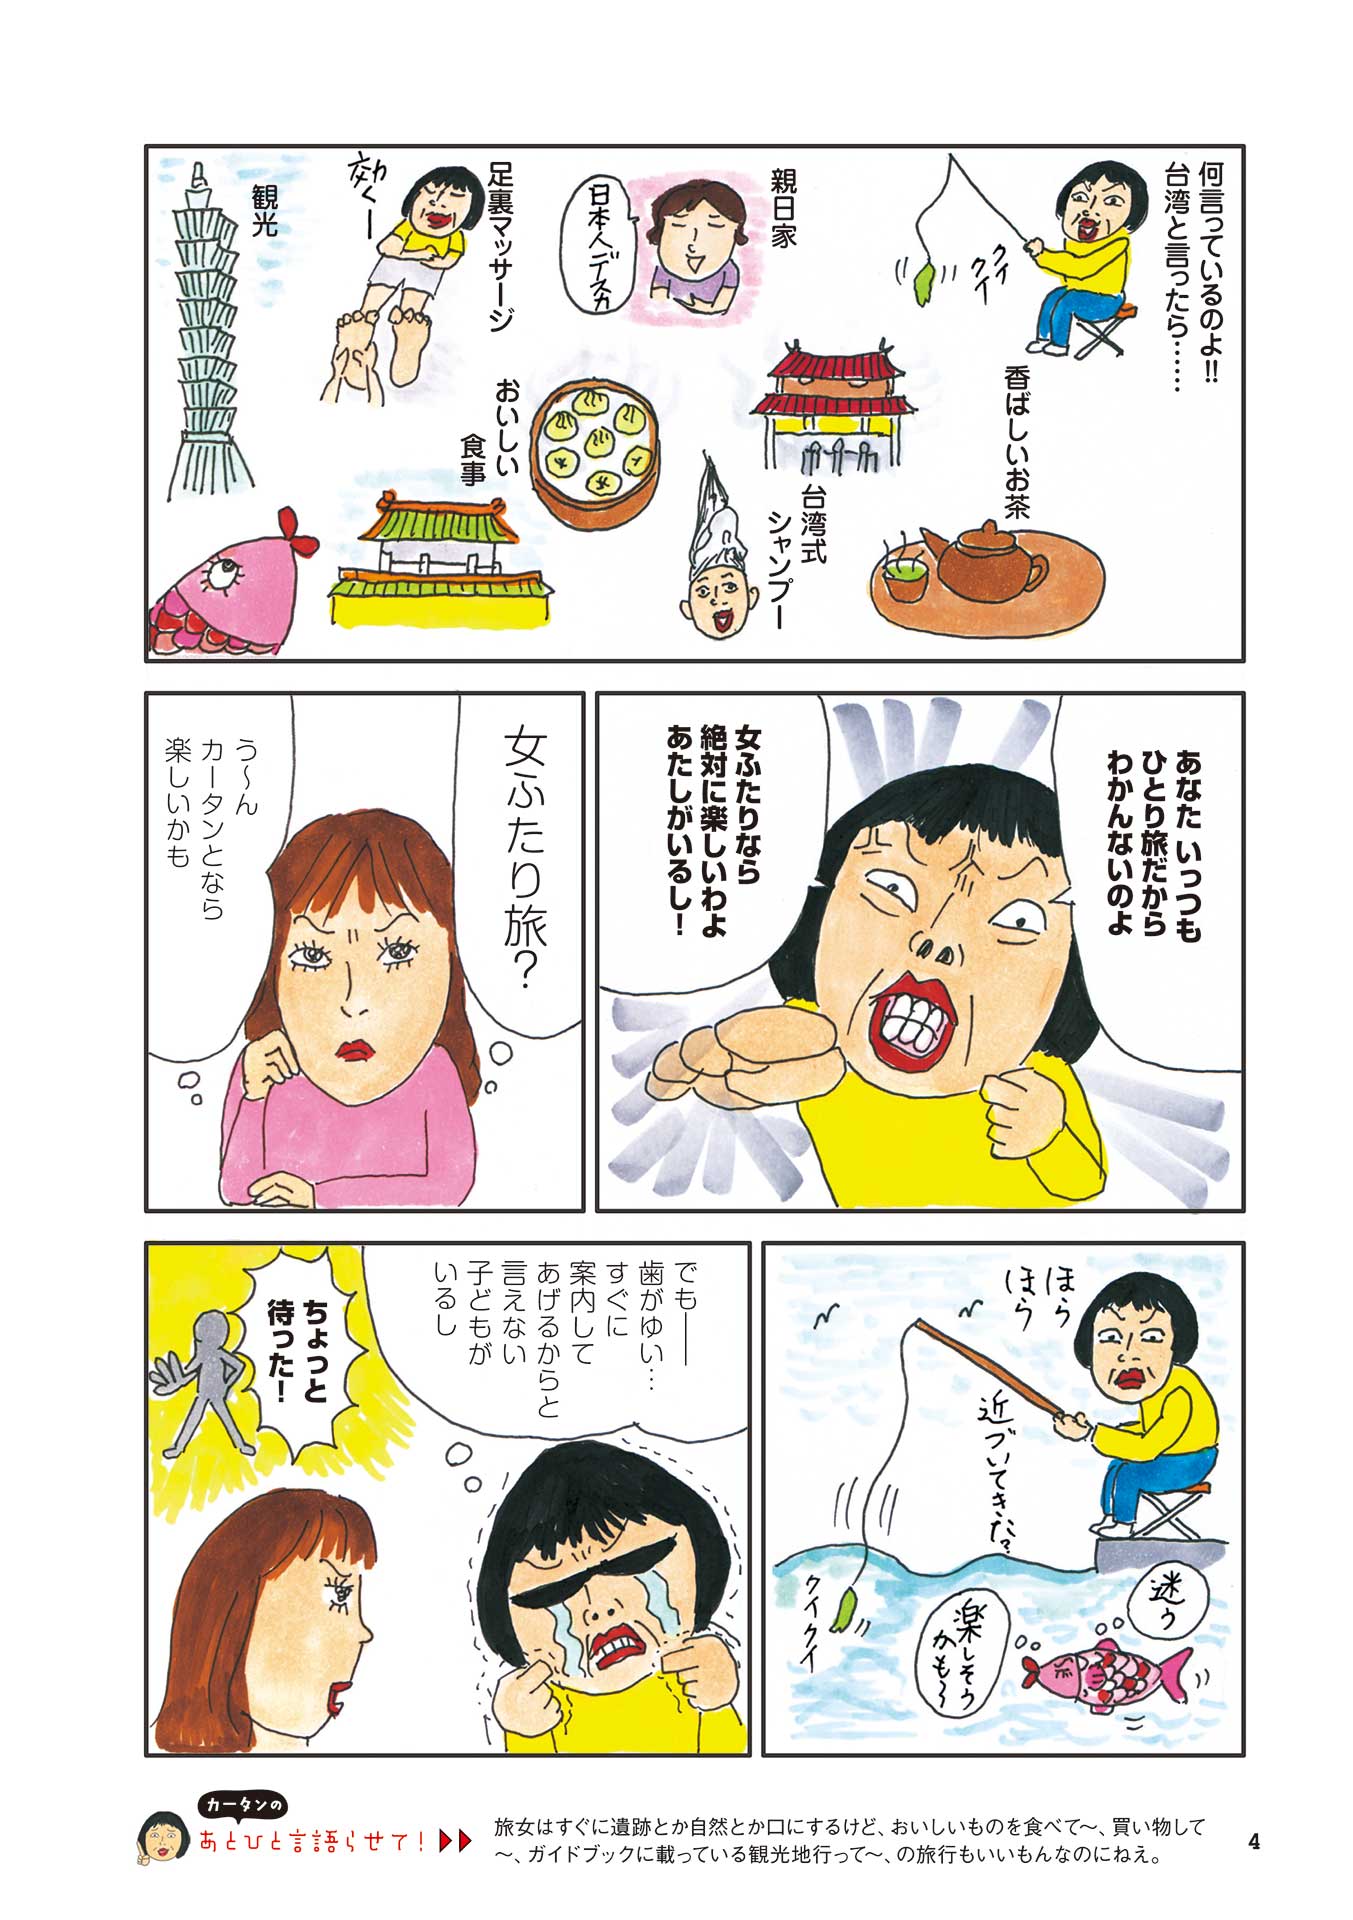 何言っているのよ!!
台湾と言ったら……
クイ
クイ
親日家
日本人デスカ
足裏マッサージ
効くー
観光
香ばしいお茶
台湾式
シャンプー
おいしい
食事
あなた いっつも
ひとり旅だから
わかんないのよ
女ふたりなら
絶対に楽しいわよ
あたしがいるし!
女ふたり旅?
う〜ん
カータンとなら
楽しいかも
ほら
ほら
近づいてきた?
クイクイ
迷う
楽しそう
かも〜
でも――
歯がゆい…
すぐに
案内して
あげるからと
言えない
子どもが
いるし
ちょっと
待った!
カータンの
あとひと言語らせて!
旅女はすぐに遺跡とか自然とか口にするけど、おいしいものを食べて〜、買い物して
〜、ガイドブックに載っている観光地行って〜、の旅行もいいもんなのにねえ。
4